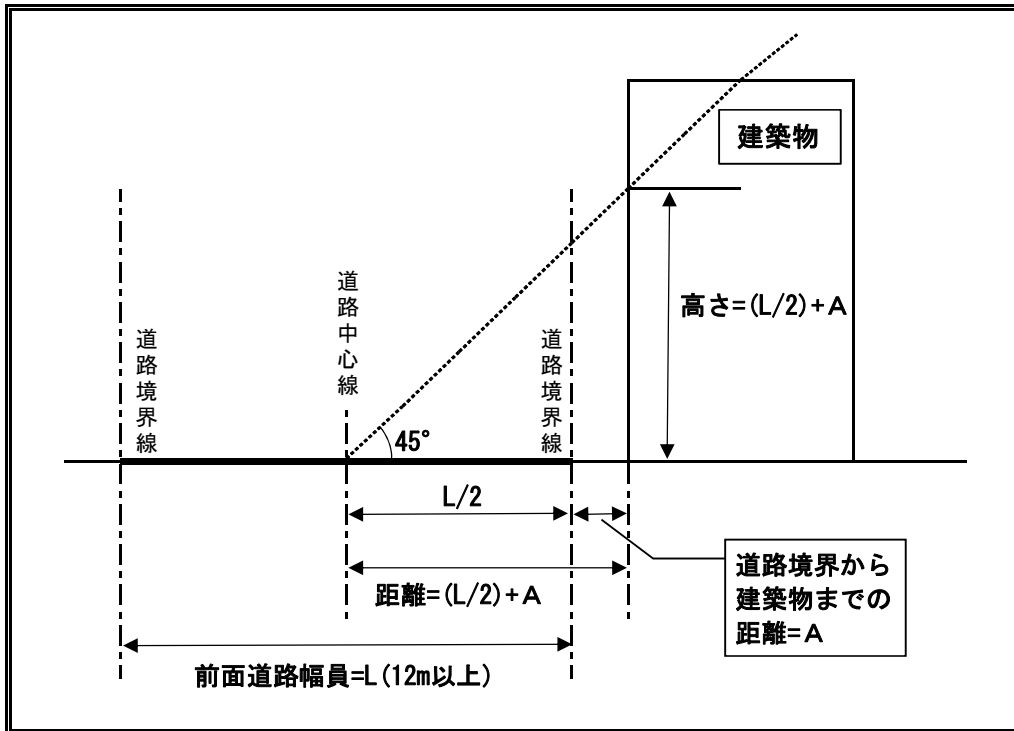 建築物
高さ=(L/2)+A
道路境界線
道路中心線
道路境界線
45°
L/2
距離=(L/2)+A
道路境界から
建築物までの
距離=A
前面道路幅員=L(12m以上)